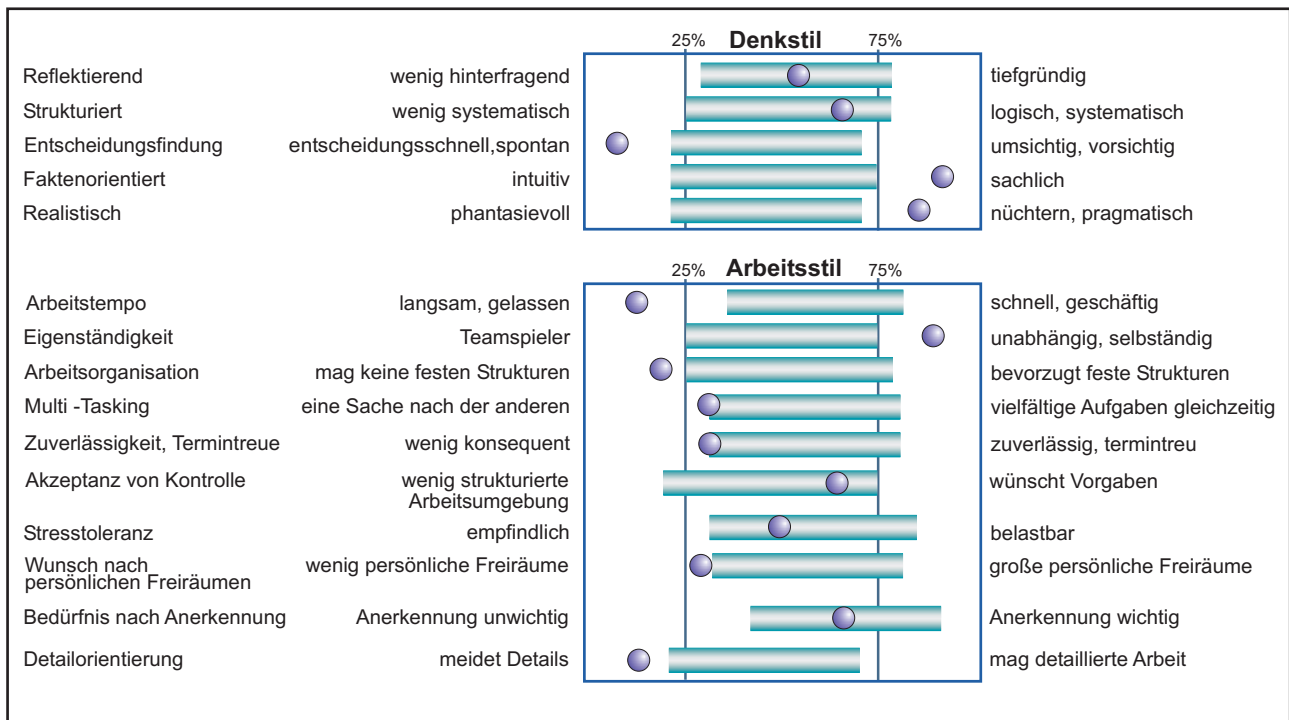 25% Denkstil 75%
Reflektierend wenig hinterfragend tiefgründig
Strukturiert wenig systematisch logisch, systematisch
Entscheidungsfindung entscheidungsschnell,spontan umsichtig, vorsichtig
Faktenorientiert intuitiv sachlich
Realistisch phantasievoll nüchtern, pragmatisch
25% Arbeitsstil 75%
Arbeitstempo langsam, gelassen schnell, geschäftig
Eigenständigkeit Teamspieler unabhängig, selbständig
Arbeitsorganisation mag keine festen Strukturen bevorzugt feste Strukturen
Multi -Tasking eine Sache nach der anderen vielfältige Aufgaben gleichzeitig
Zuverlässigkeit, Termintreue wenig konsequent zuverlässig, termintreu
Akzeptanz von Kontrolle wenig strukturierte wünscht Vorgaben
Arbeitsumgebung
Stresstoleranz empfindlich belastbar
Wunsch nach wenig persönliche Freiräume große persönliche Freiräume
persönlichen Freiräumen
Bedürfnis nach Anerkennung Anerkennung unwichtig Anerkennung wichtig
Detailorientierung meidet Details mag detaillierte Arbeit